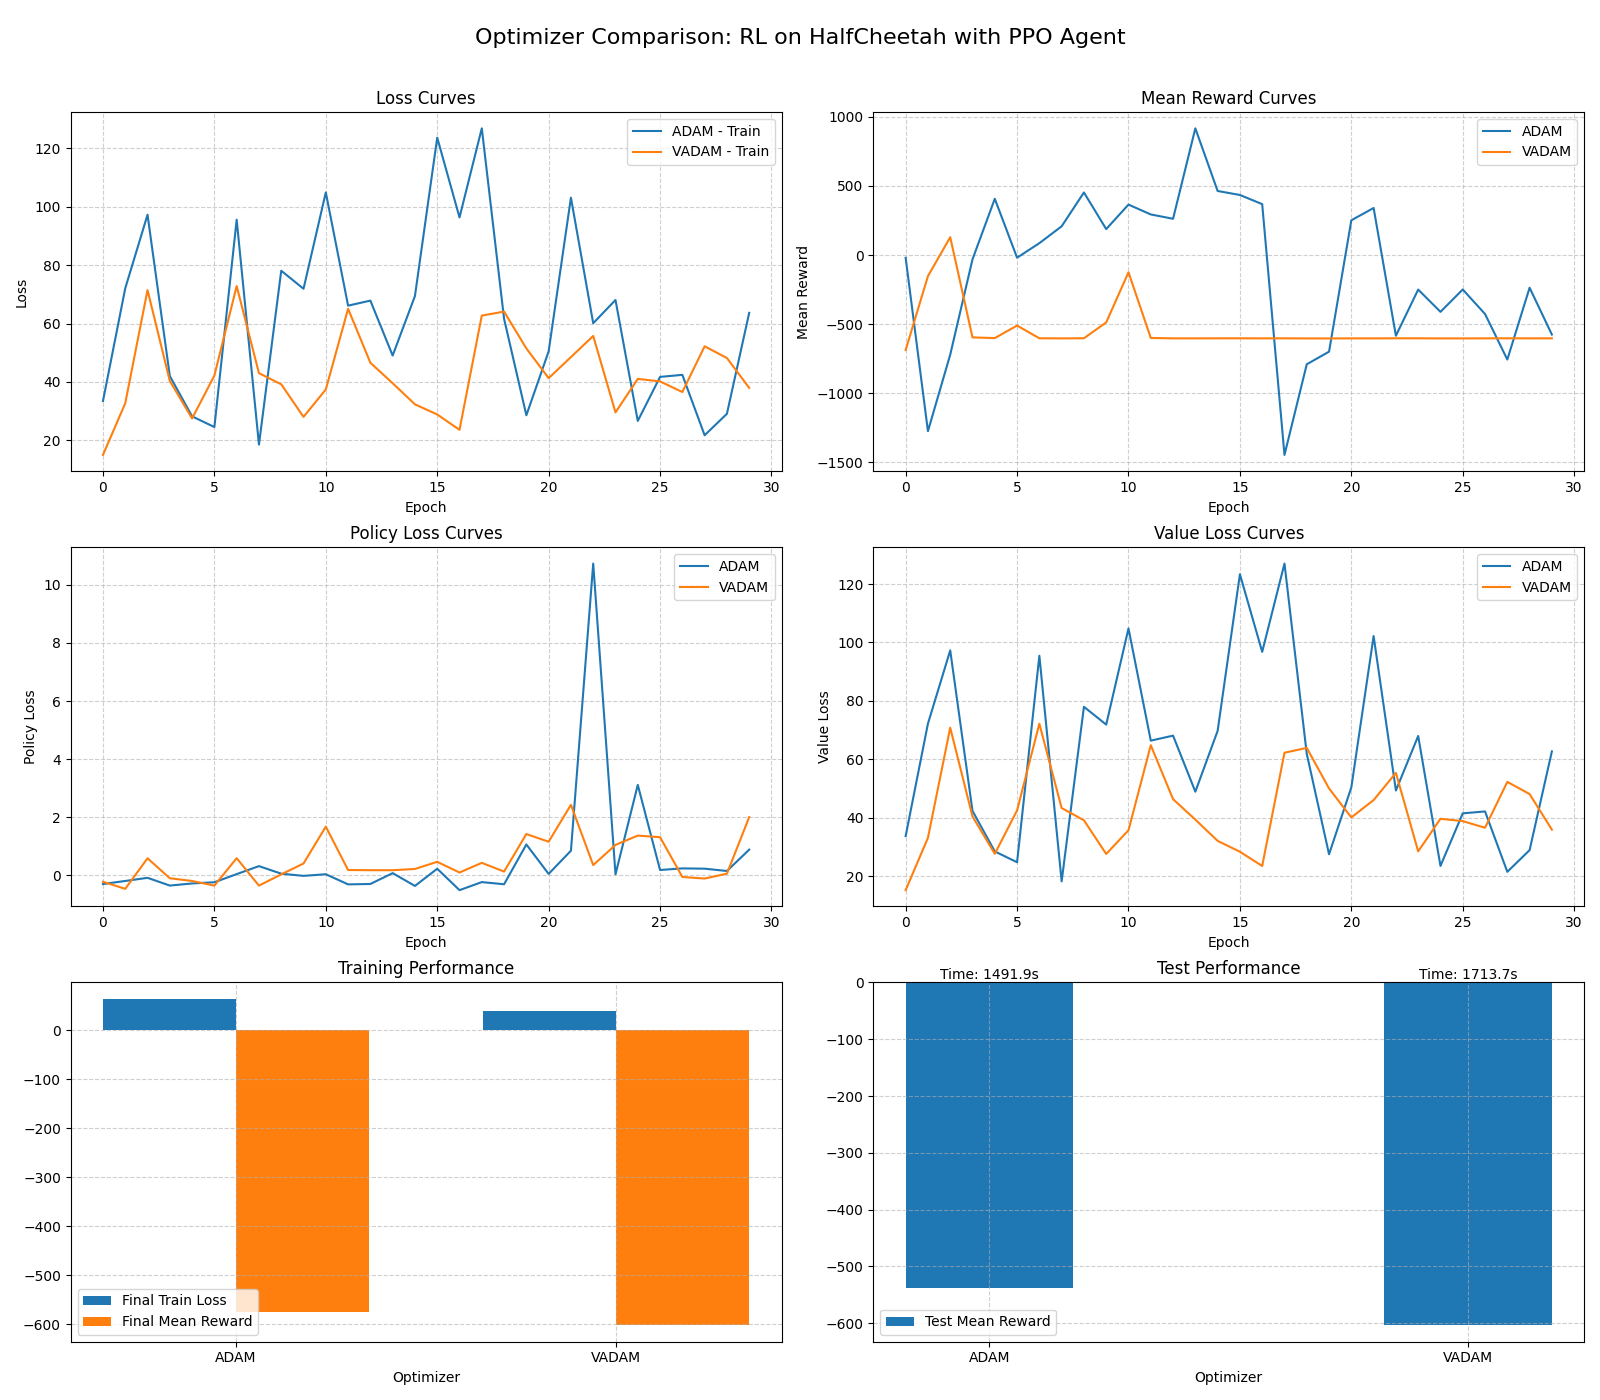 Optimizer Comparison: RL on HalfCheetah with PPO Agent
Loss Curves
Loss
120
100
80
60
40
20
ADAM - Train
VADAM - Train
0 5 10 15 20 25 30
Epoch
Mean Reward Curves
Mean Reward
1000
500
0
−500
−1000
−1500
ADAM
VADAM
0 5 10 15 20 25 30
Epoch
Policy Loss Curves
Policy Loss
10
8
6
4
2
0
ADAM
VADAM
0 5 10 15 20 25 30
Epoch
Value Loss Curves
Value Loss
120
100
80
60
40
20
ADAM
VADAM
0 5 10 15 20 25 30
Epoch
Training Performance
0
−100
−200
−300
−400
−500
−600
Final Train Loss
Final Mean Reward
ADAM VADAM
Optimizer
Test Performance
Time: 1491.9s
Time: 1713.7s
0
−100
−200
−300
−400
−500
−600
Test Mean Reward
ADAM VADAM
Optimizer